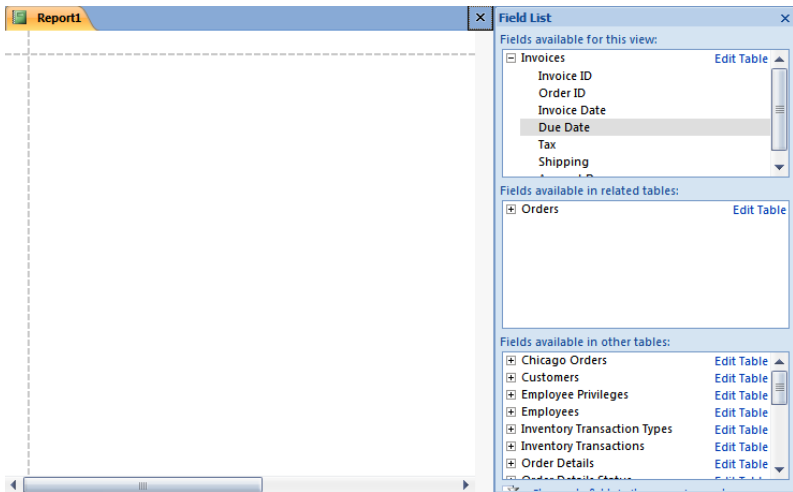 Report1
Field List
Fields available for this view:
Invoices Edit Table
Invoice ID
Order ID
Invoice Date
Due Date
Tax
Shipping
Fields available in related tables:
Orders Edit Table
Fields available in other tables:
Chicago Orders Edit Table
Customers Edit Table
Employee Privileges Edit Table
Employees Edit Table
Inventory Transaction Types Edit Table
Inventory Transactions Edit Table
Order Details Edit Table